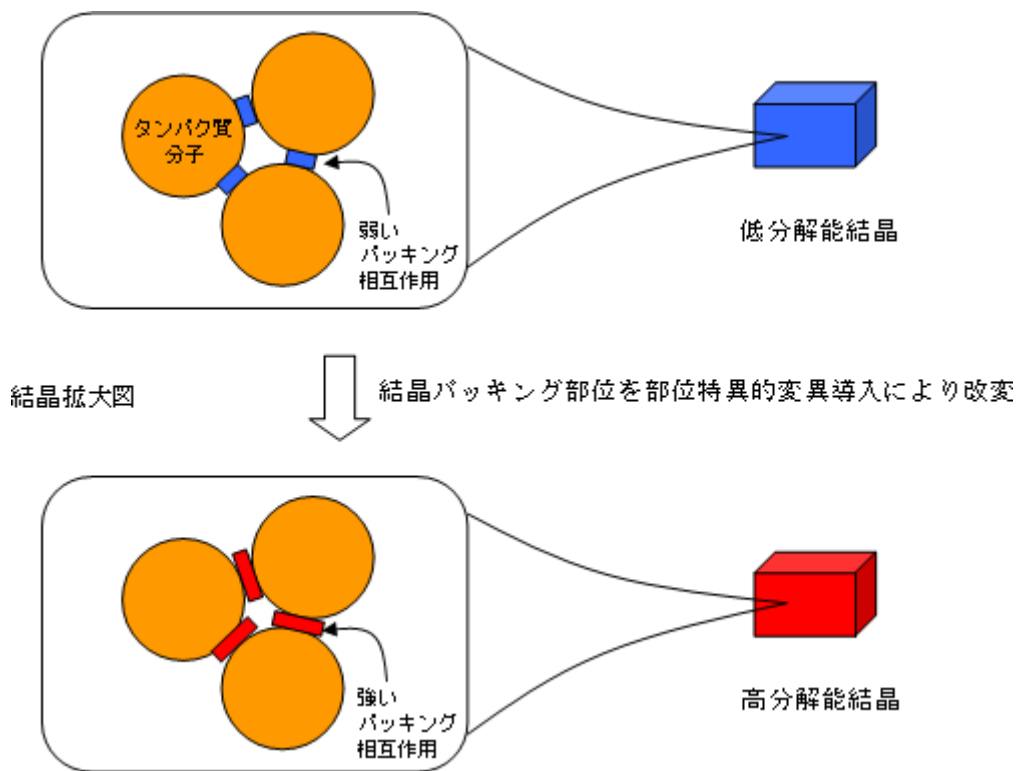 タンパク質
分子
弱い
パッキング
相互作用
低分解能結晶
結晶拡大図
結晶パッキング部位を部位特異的変異導入により改変
強い
パッキング
相互作用
高分解能結晶